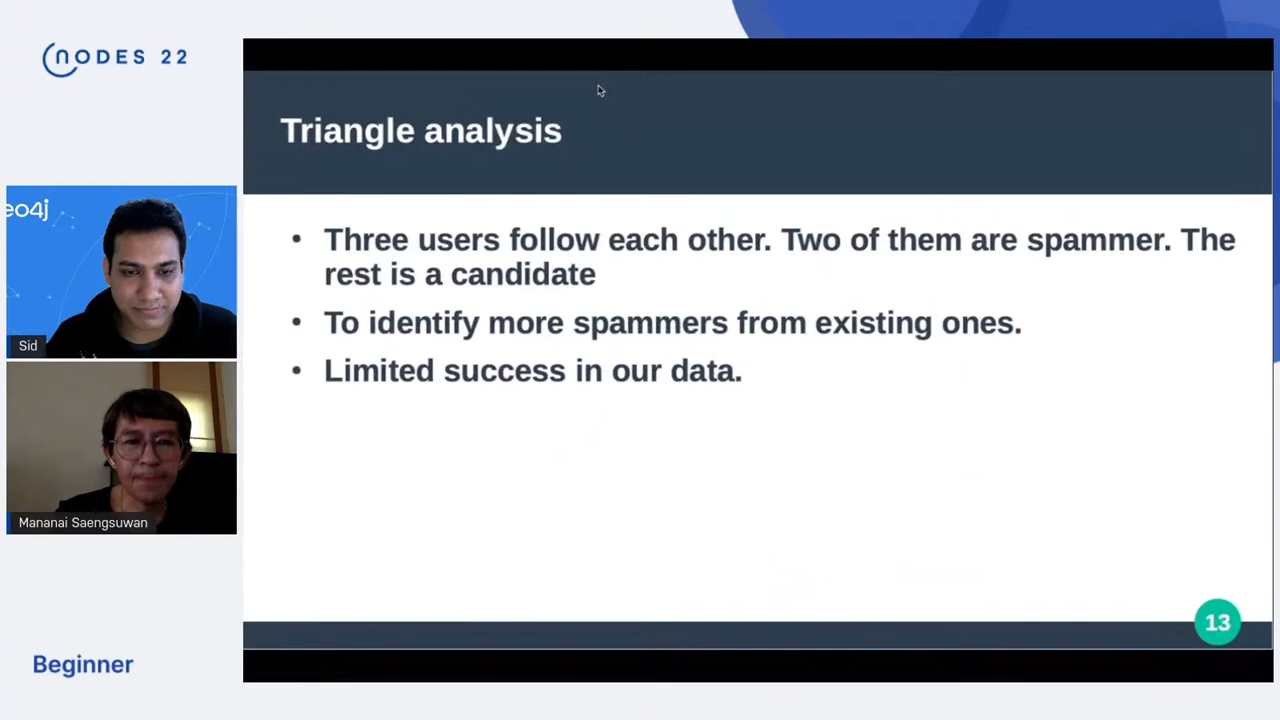 NODES 22
Triangle analysis
• Three users follow each other. Two of them are spammer. The
rest is a candidate
• To identify more spammers from existing ones.
• Limited success in our data.
13
eo4j
Sid
Mananai Saengsuwan
Beginner